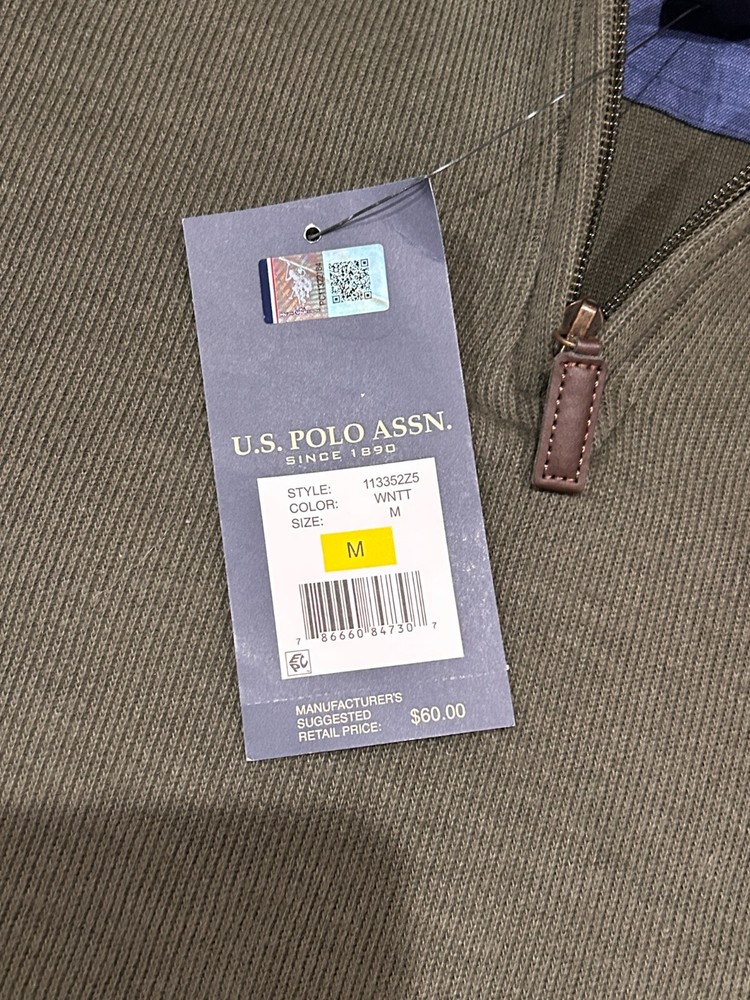 U.S. POLO ASSN.
SINCE 1890
STYLE: 113352Z5
COLOR: WNTT
SIZE: M
M
7 86660 84730 7
EPC
MANUFACTURER'S
SUGGESTED
RETAIL PRICE: $60.00